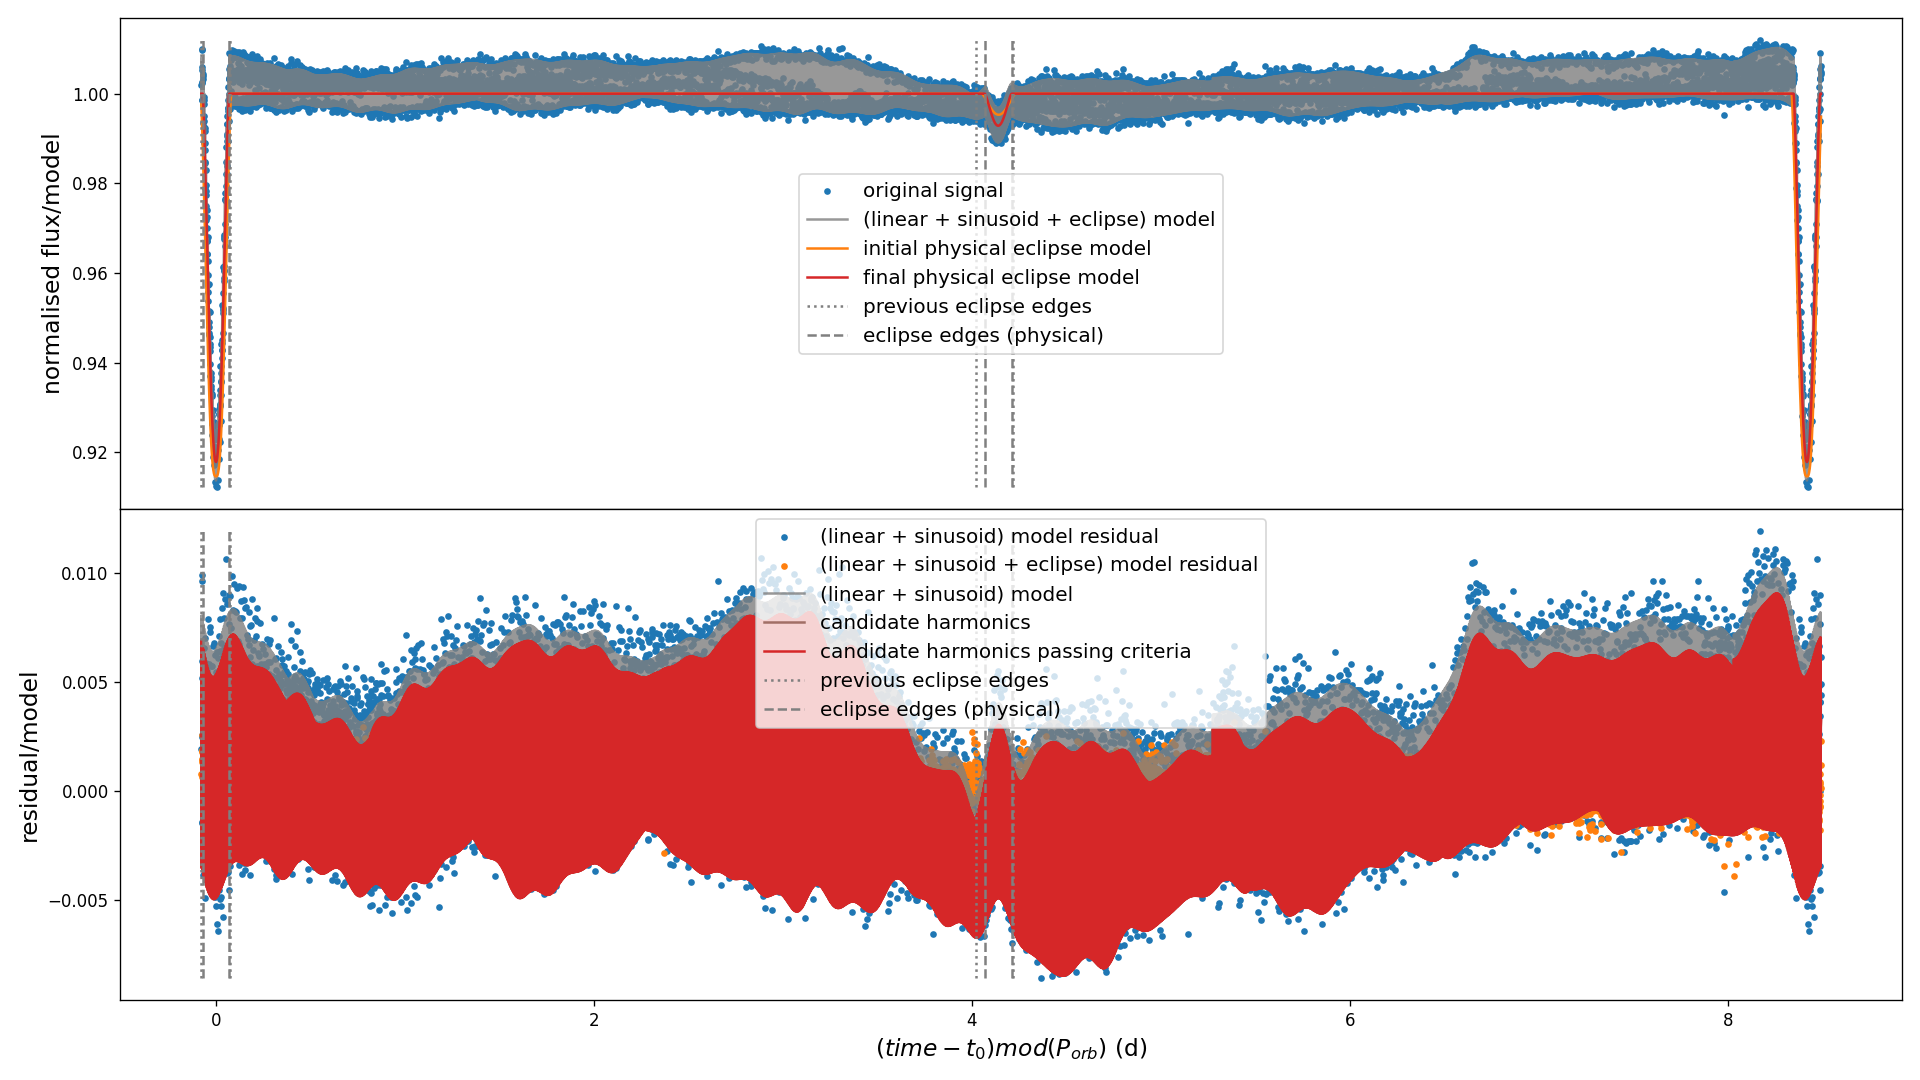 normalised flux/model
1.00
0.98
0.96
0.94
0.92
original signal
(linear + sinusoid + eclipse) model
initial physical eclipse model
final physical eclipse model
previous eclipse edges
eclipse edges (physical)
residual/model
0.010
0.005
0.000
−0.005
(linear + sinusoid) model residual
(linear + sinusoid + eclipse) model residual
(linear + sinusoid) model
candidate harmonics
candidate harmonics passing criteria
previous eclipse edges
eclipse edges (physical)
0 2 4 6 8
(time − t₀)mod(P_orb) (d)